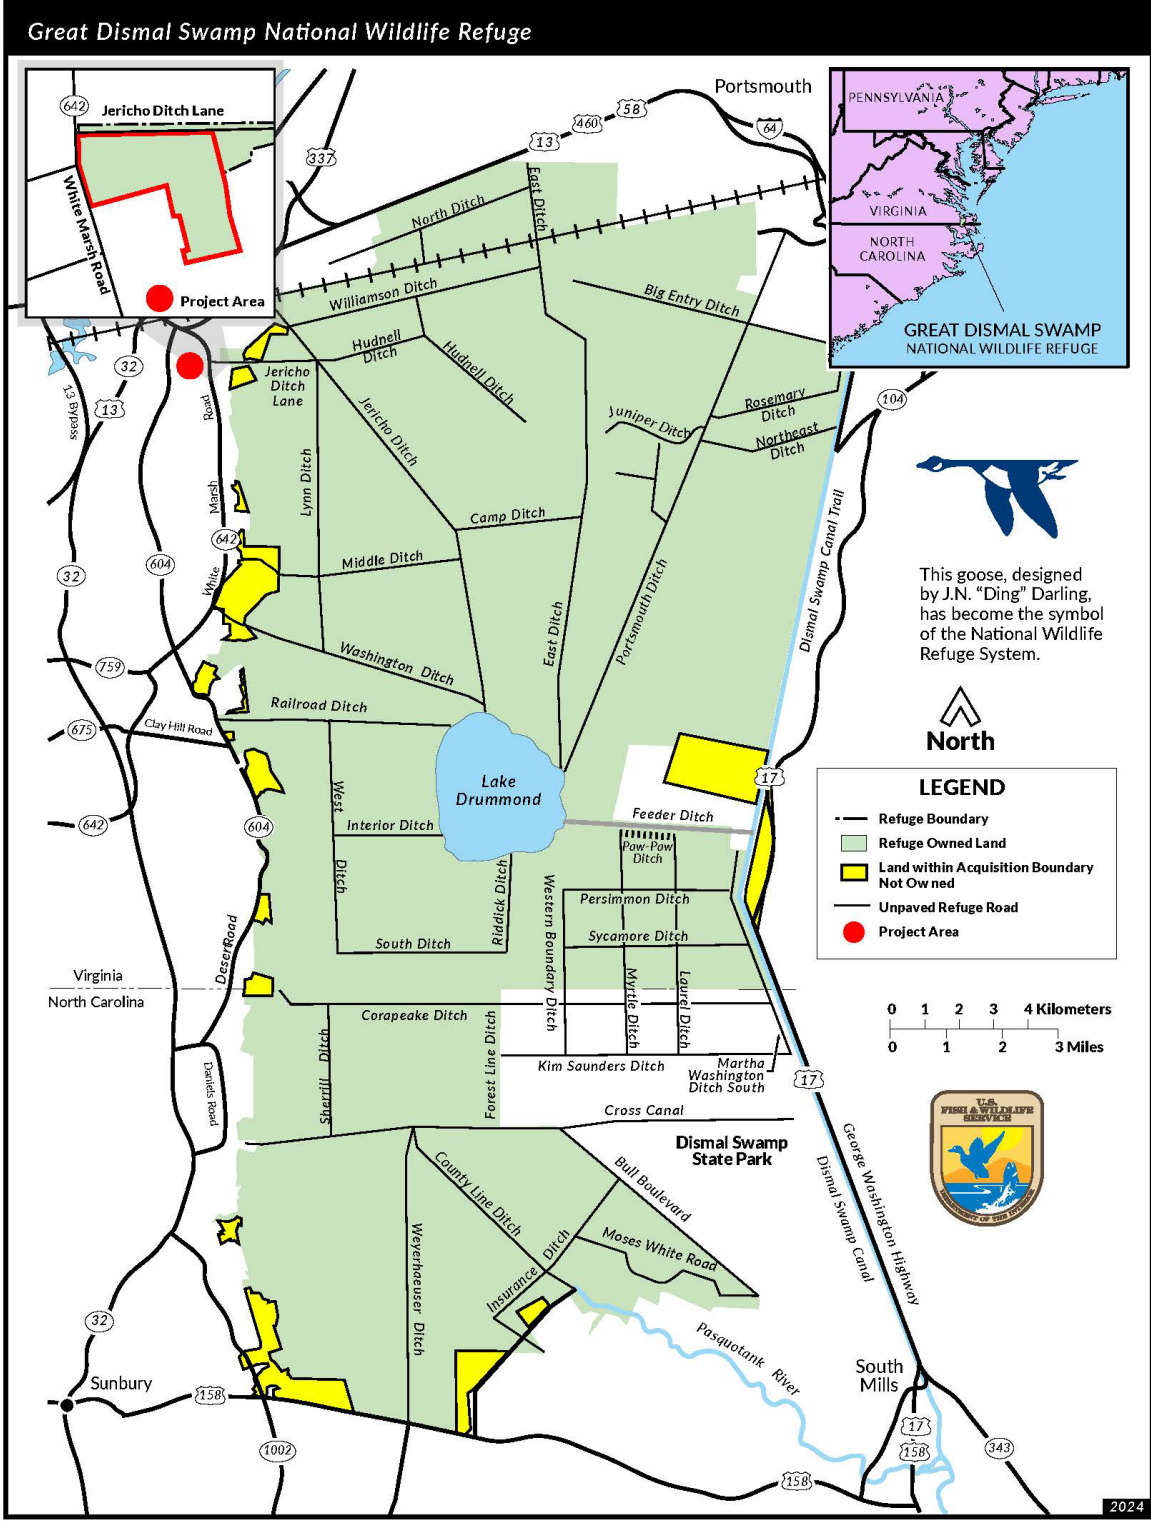 Great Dismal Swamp National Wildlife Refuge
642
Jericho Ditch Lane
White Marsh Road
Project Area
337
13
460
58
Portsmouth
64
PENNSYLVANIA
VIRGINIA
NORTH
CAROLINA
GREAT DISMAL SWAMP
NATIONAL WILDLIFE REFUGE
North Ditch
East Ditch
Williamson Ditch
Big Entry Ditch
Hudnell
Ditch
Hudnell Ditch
Jericho
Ditch
Lane
Jericho Ditch
Juniper Ditch
Rosemary
Ditch
Northeast
Ditch
104
32
13
13 Bypass
Road
Marsh
642
White
Lynn Ditch
Camp Ditch
Middle Ditch
604
32
East Ditch
Portsmouth Ditch
Dismal Swamp Canal Trail
This goose, designed
by J.N. “Ding” Darling,
has become the symbol
of the National Wildlife
Refuge System.
North
759
Washington Ditch
Railroad Ditch
675
Clay Hill Road
642
604
Lake
Drummond
17
Feeder Ditch
Paw-Paw
Ditch
West
Ditch
Interior Ditch
Riddick Ditch
South Ditch
Western Boundary Ditch
Persimmon Ditch
Sycamore Ditch
Myrtle Ditch
Laurel Ditch
LEGEND
Refuge Boundary
Refuge Owned Land
Land within Acquisition Boundary
Not Owned
Unpaved Refuge Road
Project Area
Desert Road
Virginia
North Carolina
0 1 2 3 4 Kilometers
0 1 2 3 Miles
Corapeake Ditch
Sherrill Ditch
Forest Line Ditch
Kim Saunders Ditch
Martha
Washington
Ditch South
17
Daniels Road
Cross Canal
Dismal Swamp
State Park
U.S.
FISH & WILDLIFE
SERVICE
DEPARTMENT OF THE INTERIOR
George Washington Highway
Dismal Swamp Canal
County Line Ditch
Bull Boulevard
Moses White Road
Insurance Ditch
Weyerhaeuser Ditch
Pasquotank River
32
Sunbury
158
1002
South
Mills
17
158
343
158
2024